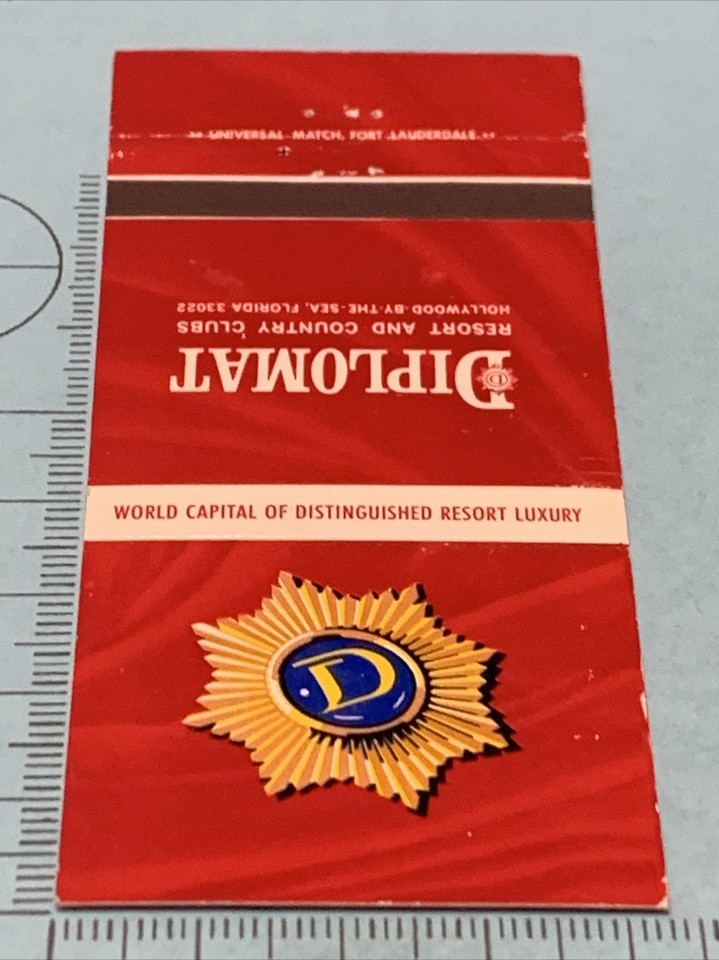 UNIVERSAL MATCH, FORT LAUDERDALE
DIPLOMAT
RESORT AND COUNTRY CLUBS
HOLLYWOOD-BY-THE-SEA, FLORIDA 33022
WORLD CAPITAL OF DISTINGUISHED RESORT LUXURY
D